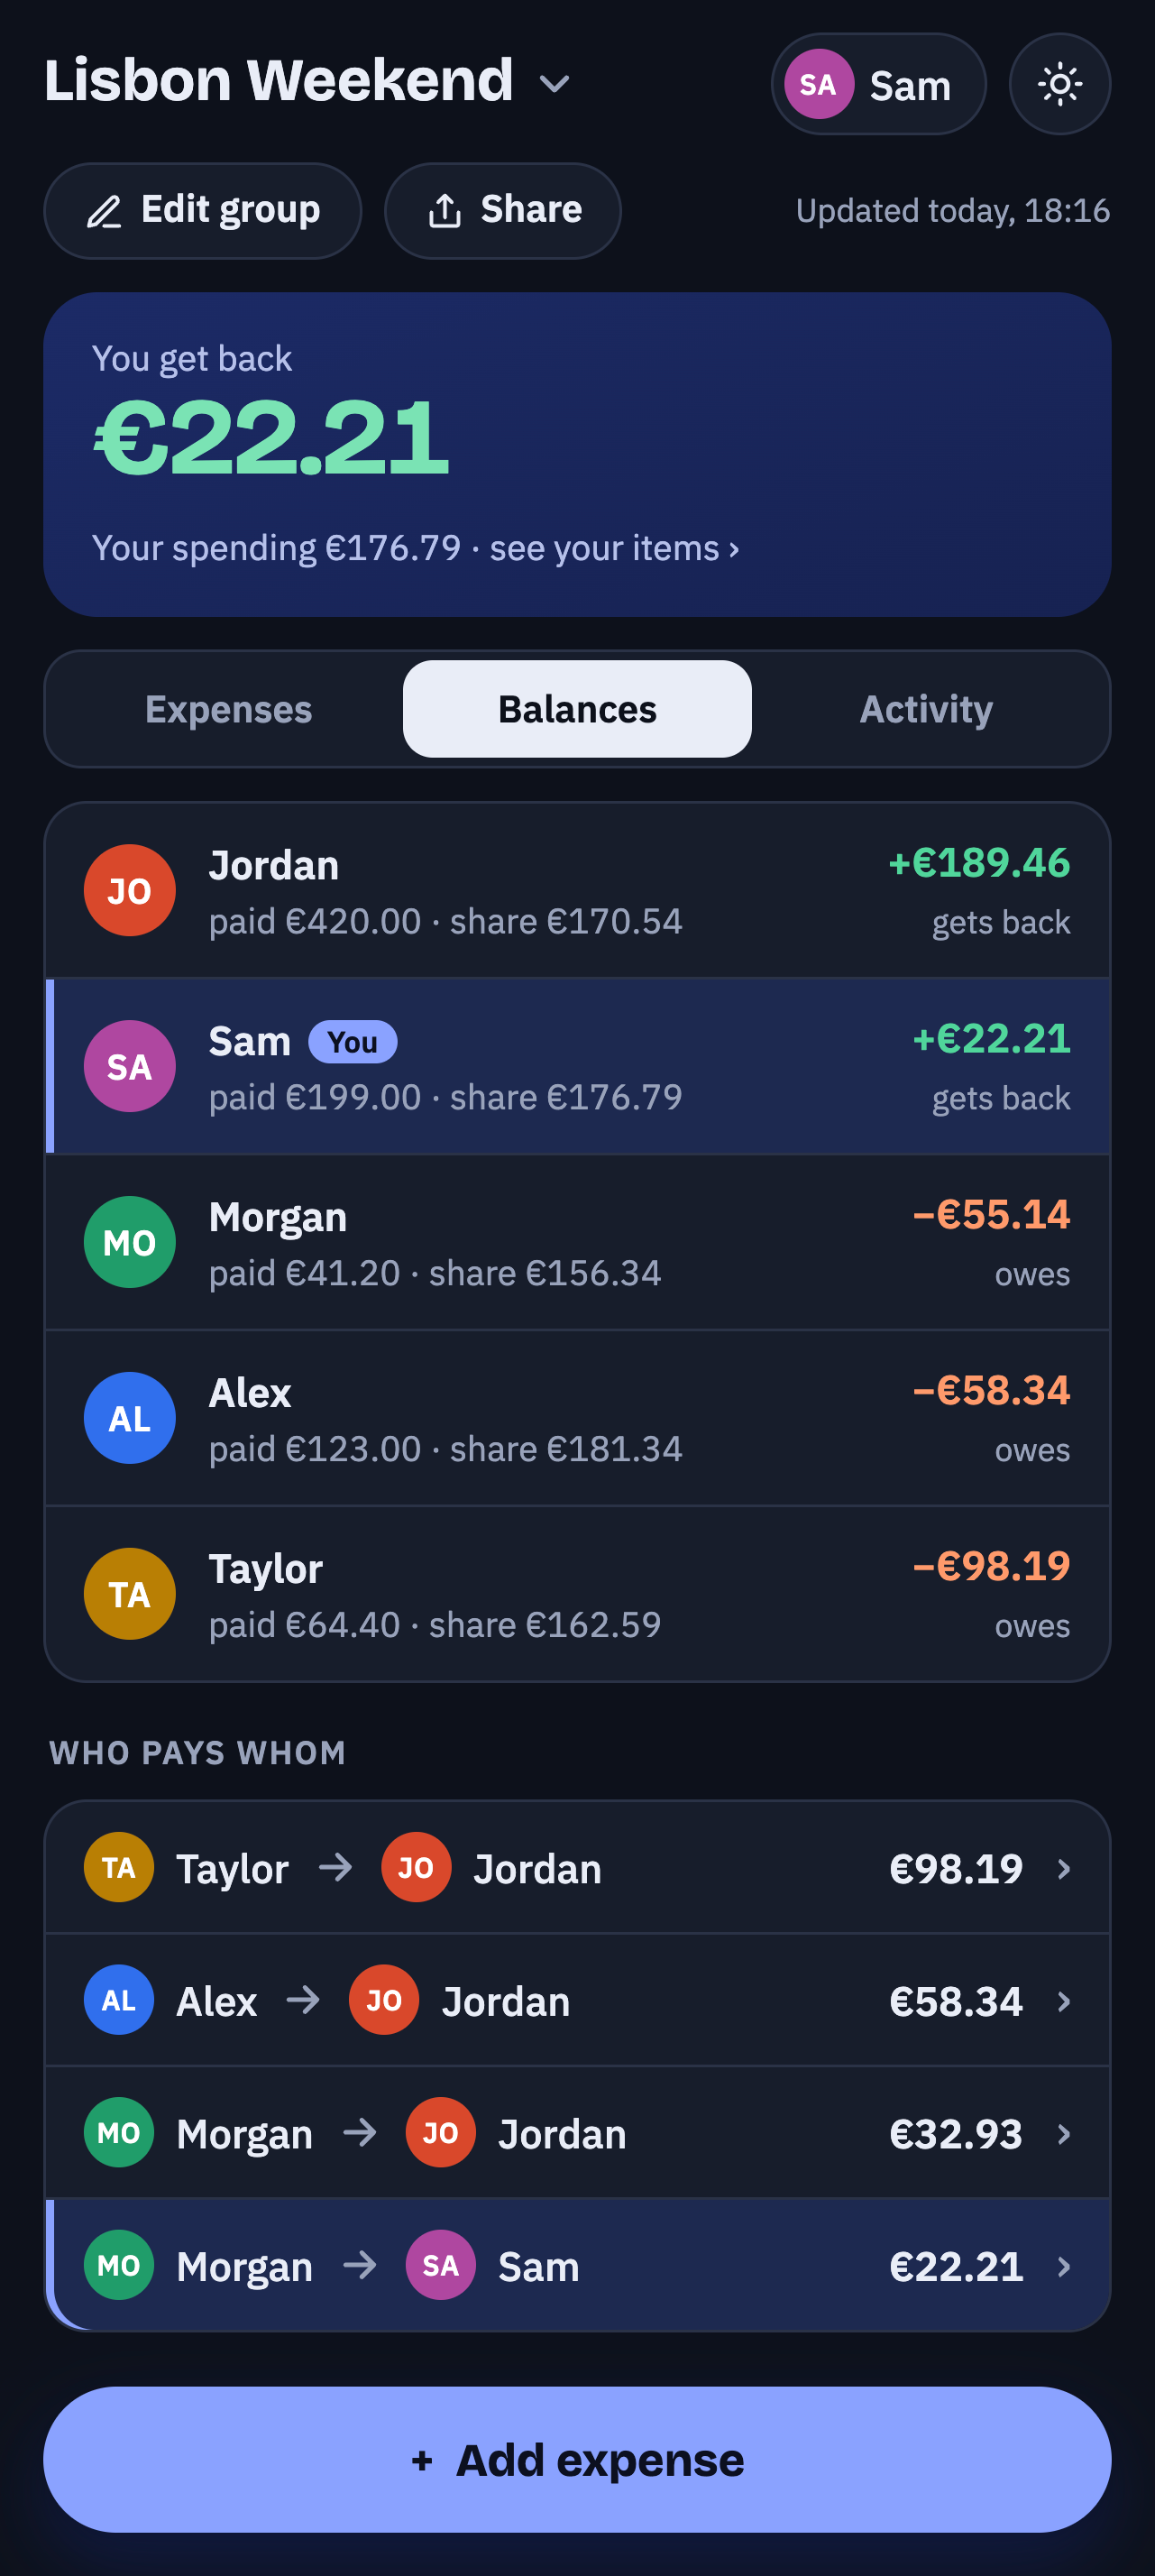 Lisbon Weekend
SA Sam
Edit group
Share
Updated today, 18:16
You get back
€22.21
Your spending €176.79 · see your items ›
Expenses
Balances
Activity
JO Jordan +€189.46
paid €420.00 · share €170.54 gets back
SA Sam You +€22.21
paid €199.00 · share €176.79 gets back
MO Morgan −€55.14
paid €41.20 · share €156.34 owes
AL Alex −€58.34
paid €123.00 · share €181.34 owes
TA Taylor −€98.19
paid €64.40 · share €162.59 owes
WHO PAYS WHOM
TA Taylor → JO Jordan €98.19 ›
AL Alex → JO Jordan €58.34 ›
MO Morgan → JO Jordan €32.93 ›
MO Morgan → SA Sam €22.21 ›
+ Add expense